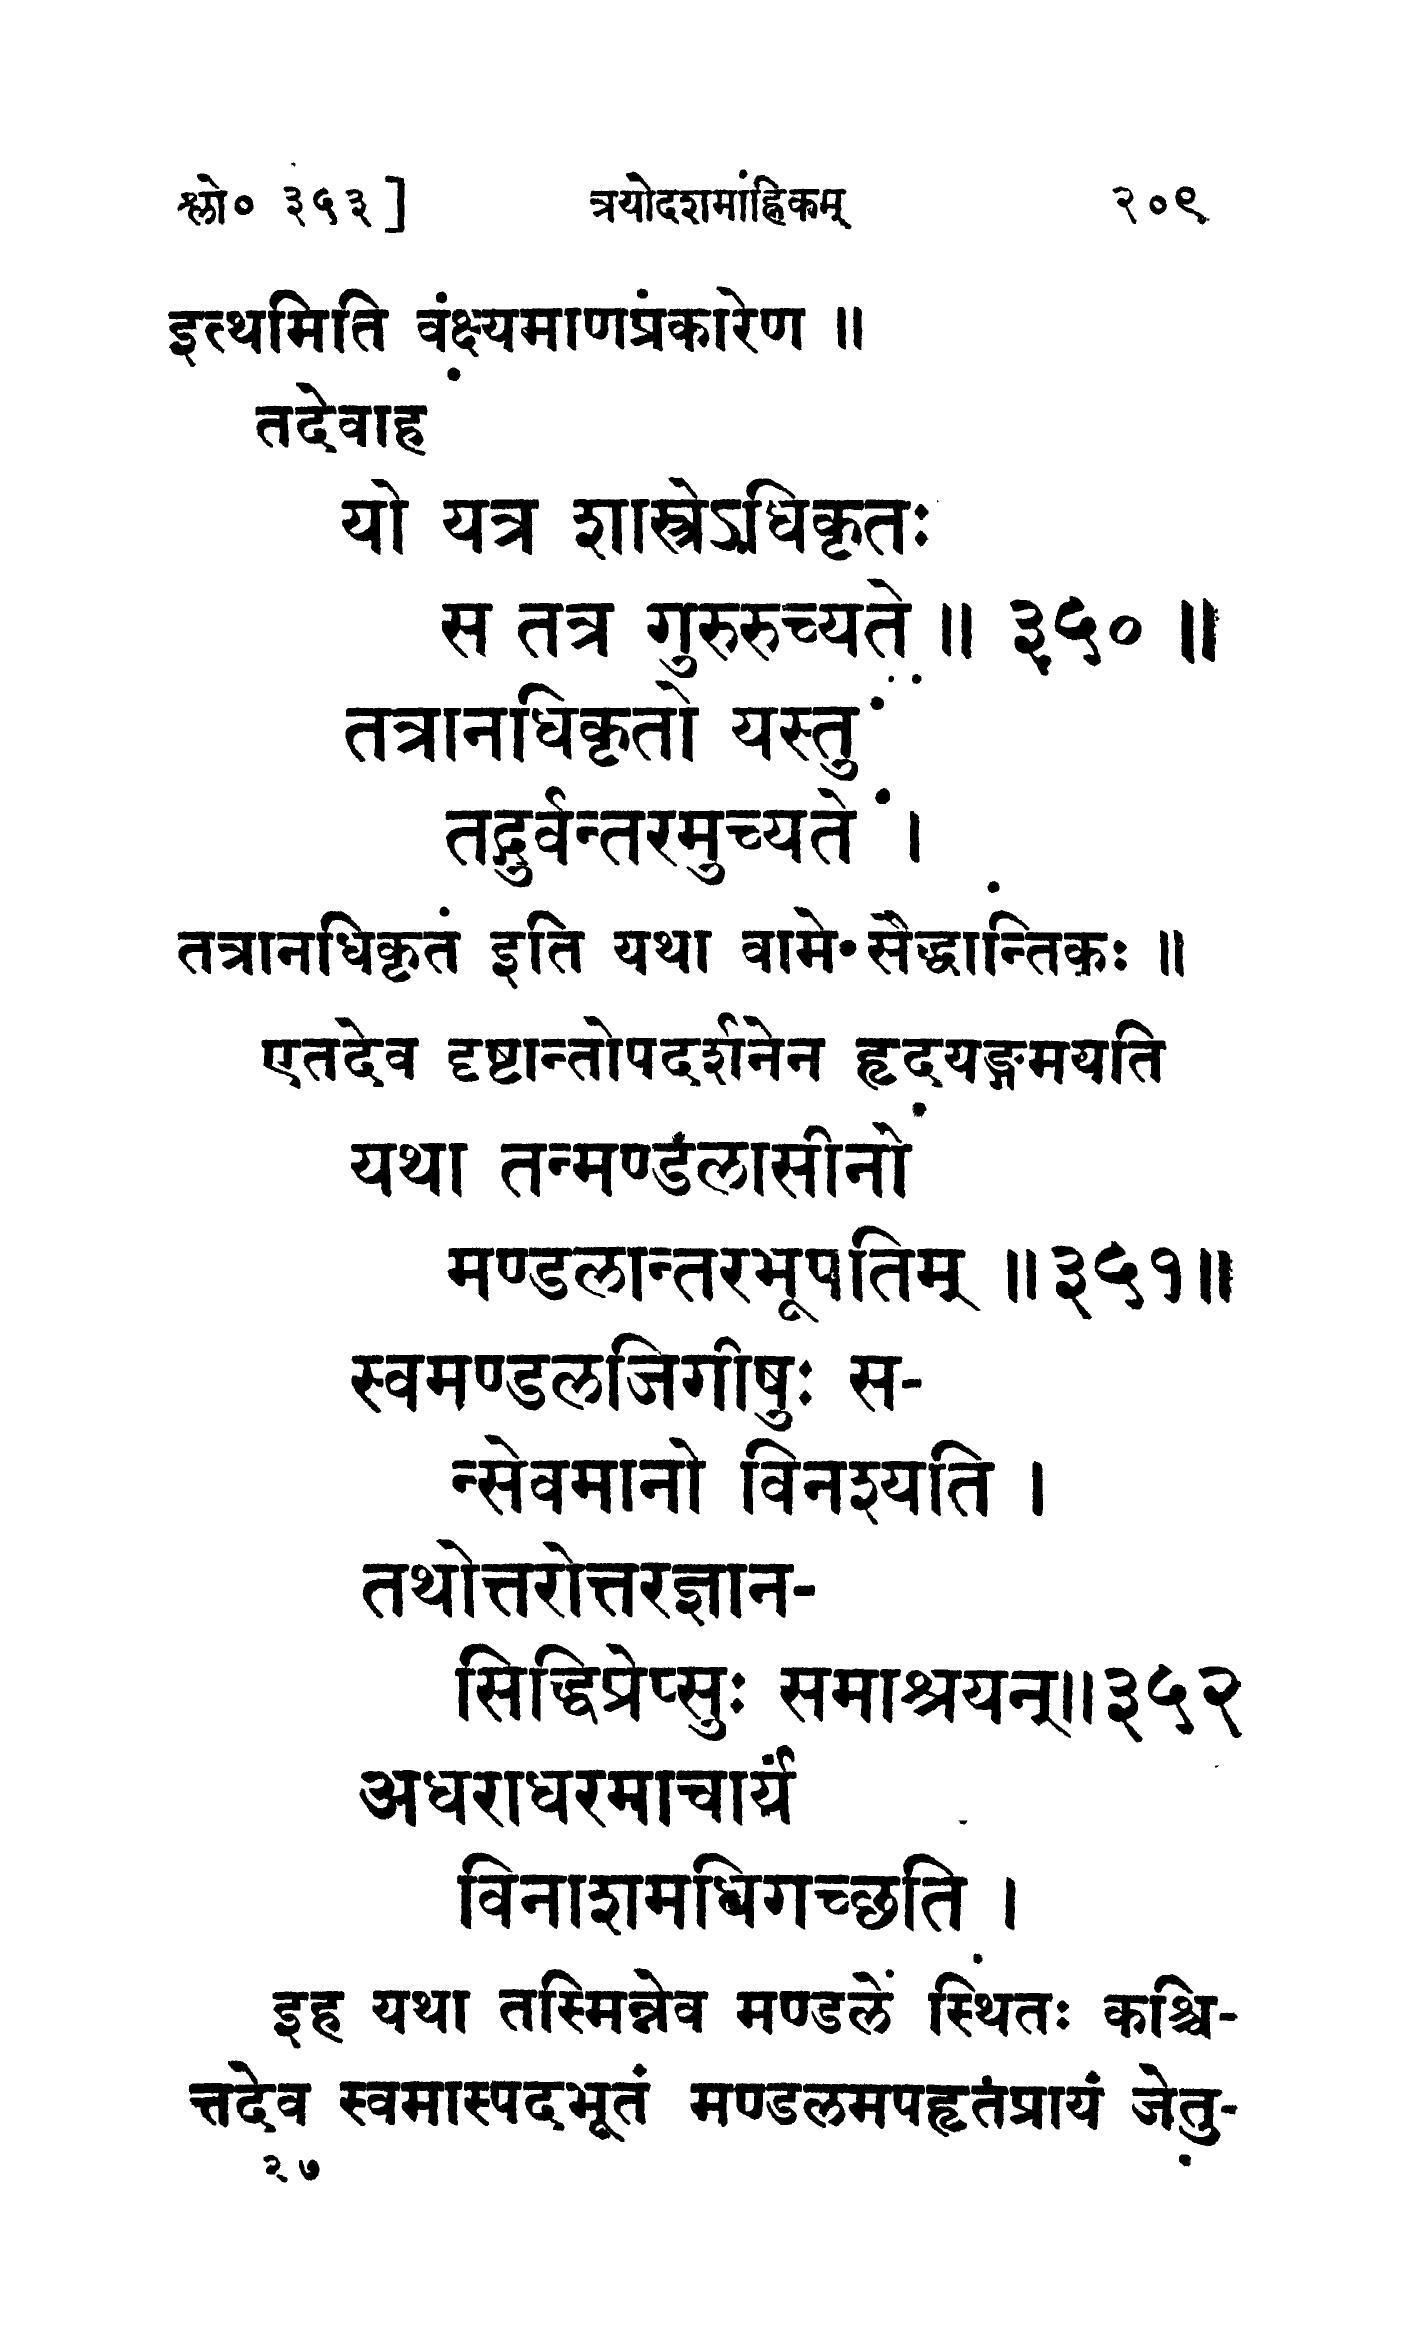 श्लो० ३५३] त्रयोदशमाह्निकम् २०९
इत्थमिति वक्ष्यमाणप्रकारेण ॥
तदेवाह
यो यत्र शास्त्रेऽधिकृतः
स तत्र गुरुरुच्यते ॥ ३५० ॥
तत्रानधिकृतो यस्तु
तद्गुर्वन्तरमुच्यते ।
तत्रानधिकृत इति यथा वामे सैद्धान्तिकः ॥
एतदेव दृष्टान्तोपदर्शनेन हृदयङ्गमयति
यथा तन्मण्डलासीनो
मण्डलान्तरभूपतिम् ॥३५१॥
स्वमण्डलजिगीषुः स-
न्सेवमानो विनश्यति ।
तथोत्तरोत्तरज्ञान-
सिद्धिप्रेप्सुः समाश्रयन्॥३५२
अधराधरमाचार्यं
विनाशमधिगच्छति ।
इह यथा तस्मिन्नेव मण्डले स्थितः कश्चि-
त्तदेव स्वमास्पदभूतं मण्डलमपहृतप्रायं जेतु-
२७